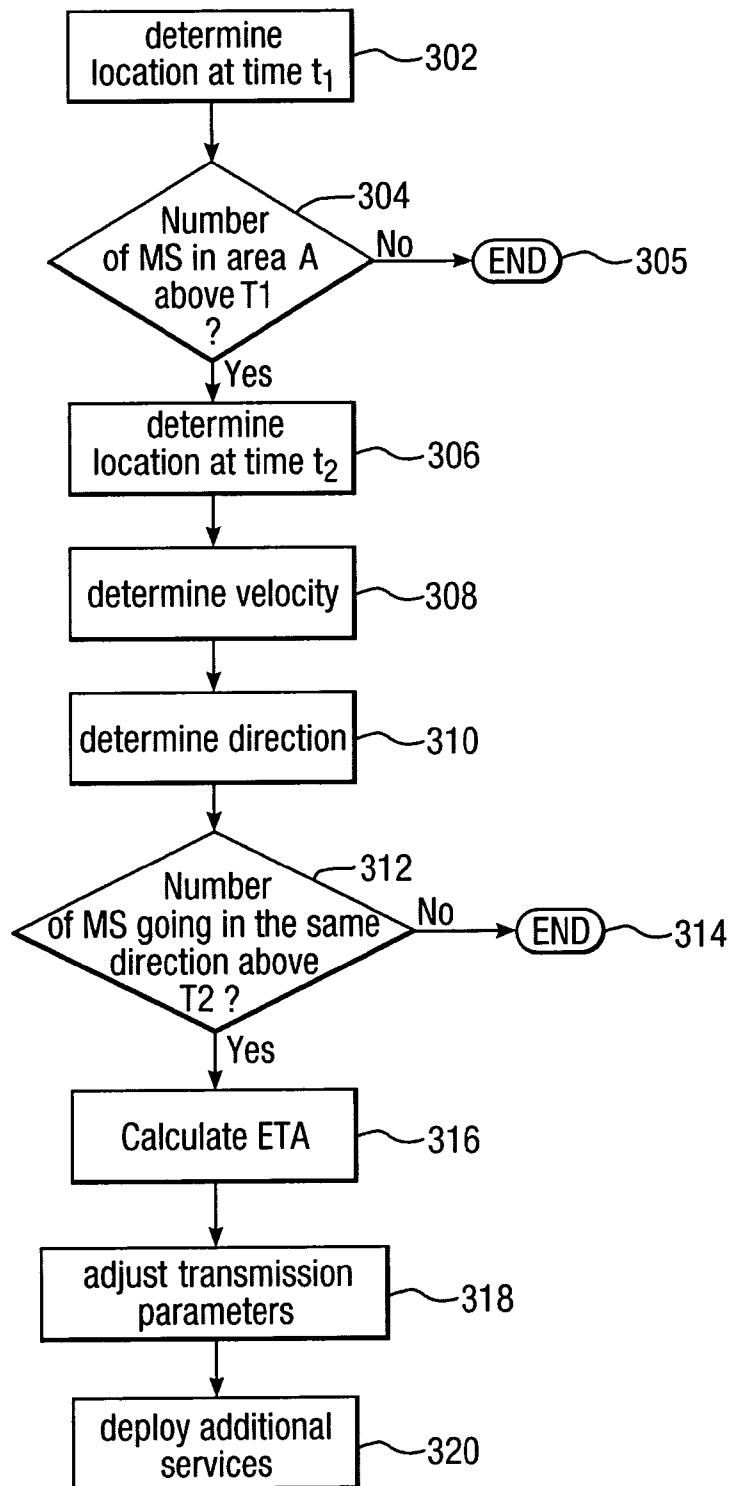 determine
location at time t₁
302
304
Number
of MS in area A
above T1
?
No
END
305
Yes
determine
location at time t₂
306
determine velocity
308
determine direction
310
312
Number
of MS going in the same
direction above
T2 ?
No
END
314
Yes
Calculate ETA
316
adjust transmission
parameters
318
deploy additional
services
320